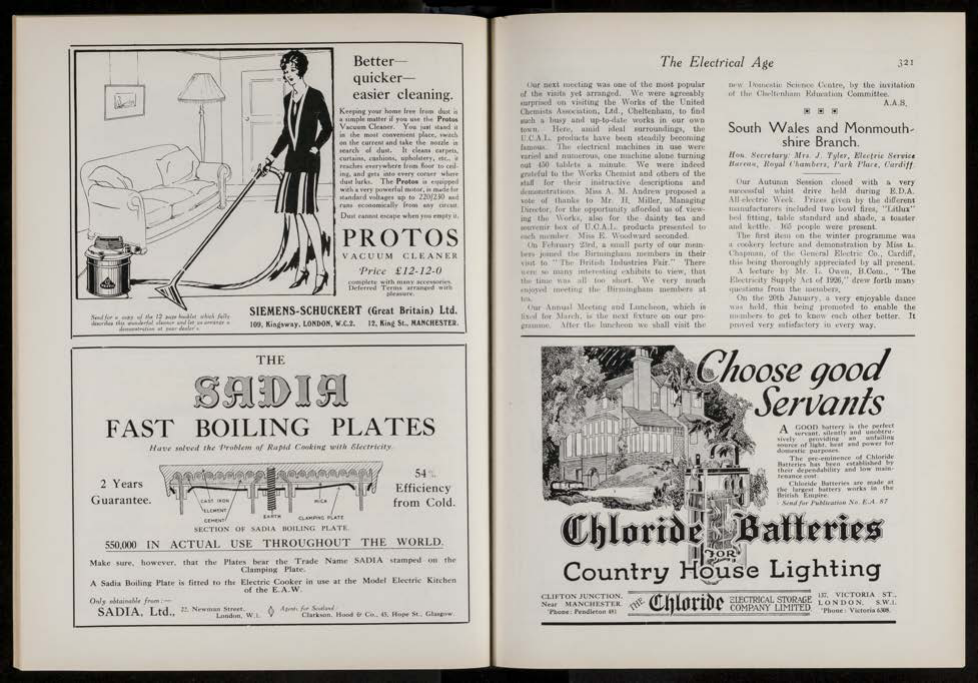 Better—
quicker—
easier cleaning.
Keeping your home free from dust is
a simple matter if you use the Protos
Vacuum Cleaner. You just stand it
in the most convenient place, switch
on the current and take the nozzle in
search of dust. It cleans carpets,
curtains, cushions, upholstery, etc., it
reaches everywhere from floor to ceil-
ing, and gets into every corner where
dust lurks. The Protos is equipped
with a very powerful motor, is made for
standard voltages up to 220/230 and
runs economically from any circuit.
Dust cannot escape when you empty it.
PROTOS
VACUUM CLEANER
Price £12-12-0
complete with many accessories.
Deferred Terms arranged with
pleasure.
Send for a copy of the 12 page booklet which fully
describes this wonderful cleaner and let us arrange a
demonstration at your dealer's.
SIEMENS-SCHUCKERT (Great Britain) Ltd.
109, Kingsway, LONDON, W.C.2. 12, King St., MANCHESTER.
THE
SADIA
FAST BOILING PLATES
Have solved the Problem of Rapid Cooking with Electricity.
2 Years
Guarantee.
54%
Efficiency
from Cold.
CAST IRON
ELEMENT
CEMENT
EARTH
MICA
CLAMPING PLATE
SECTION OF SADIA BOILING PLATE.
550,000 IN ACTUAL USE THROUGHOUT THE WORLD.
Make sure, however, that the Plates bear the Trade Name SADIA stamped on the
Clamping Plate.
A Sadia Boiling Plate is fitted to the Electric Cooker in use at the Model Electric Kitchen
of the E.A.W.
Only obtainable from:—
SADIA, Ltd., 22, Newman Street,
London, W.1.
Agents for Scotland:
Clarkson, Hood & Co., 45, Hope St., Glasgow.
The Electrical Age 321
Our next meeting was one of the most popular
of the visits yet arranged. We were agreeably
surprised on visiting the Works of the United
Chemists Association, Ltd., Cheltenham, to find
such a busy and up-to-date works in our own
town. Here, amid ideal surroundings, the
U.C.A.L. products have been steadily becoming
famous. The electrical machines in use were
varied and numerous, one machine alone turning
out 450 tablets a minute. We were indeed
grateful to the Works Chemist and others of the
staff for their instructive descriptions and
demonstrations. Miss A. M. Andrew proposed a
vote of thanks to Mr. H. Miller, Managing
Director, for the opportunity afforded us of view-
ing the Works, also for the dainty tea and
souvenir box of U.C.A.L. products presented to
each member. Miss E. Woodward seconded.
On February 23rd, a small party of our mem-
bers joined the Birmingham members in their
visit to "The British Industries Fair." There
were so many interesting exhibits to view, that
the time was all too short. We very much
enjoyed meeting the Birmingham members at
tea.
Our Annual Meeting and Luncheon, which is
fixed for March, is the next fixture on our pro-
gramme. After the luncheon we shall visit the
new Domestic Science Centre, by the invitation
of the Cheltenham Education Committee.
A.A.S.
South Wales and Monmouth-
shire Branch.
Hon. Secretary: Mrs. J. Tyler, Electric Service
Bureau, Royal Chambers, Park Place, Cardiff.
Our Autumn Session closed with a very
successful whist drive held during E.D.A.
All-electric Week. Prizes given by the different
manufacturers included two bowl fires, "Litlux"
bed fitting, table standard and shade, a toaster
and kettle. 165 people were present.
The first item on the winter programme was
a cookery lecture and demonstration by Miss L.
Chapman, of the General Electric Co., Cardiff,
this being thoroughly appreciated by all present.
A lecture by Mr. L. Owen, B.Com., "The
Electricity Supply Act of 1926," drew forth many
questions from the members.
On the 20th January, a very enjoyable dance
was held, this being promoted to enable the
members to get to know each other better. It
proved very satisfactory in every way.
Choose good
Servants
A GOOD battery is the perfect
servant, silently and unobtru-
sively providing an unfailing
source of light, heat and power for
domestic purposes.
The pre-eminence of Chloride
Batteries has been established by
their dependability and low main-
tenance cost.
Chloride Batteries are made at
the largest battery works in the
British Empire.
Send for Publication No. E.A. 87
Chloride Batteries
FOR
Country House Lighting
CLIFTON JUNCTION.
Near MANCHESTER.
'Phone: Pendleton 481
THE Chloride ELECTRICAL STORAGE
COMPANY LIMITED
137, VICTORIA ST.,
LONDON, S.W.1.
'Phone: Victoria 6308.